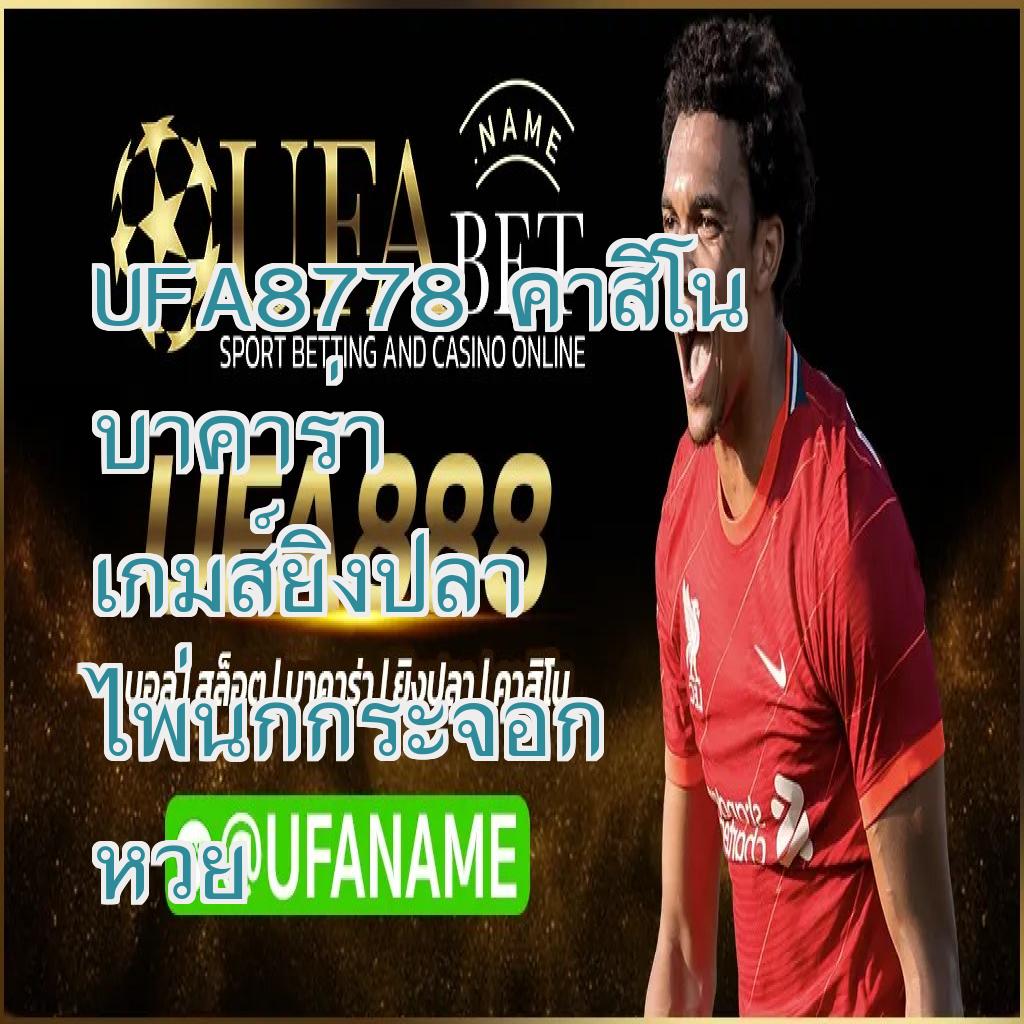 .NAME
UFA BET
UFA8778 คาสิโน
SPORT BETTING AND CASINO ONLINE
บาคาร่า
UFA888
เกมส์ยิงปลา
บอล | สล็อต | บาคาร่า | ยิงปลา | คาสิโน
ไพ่นกกระจอก
หวย
@UFANAME